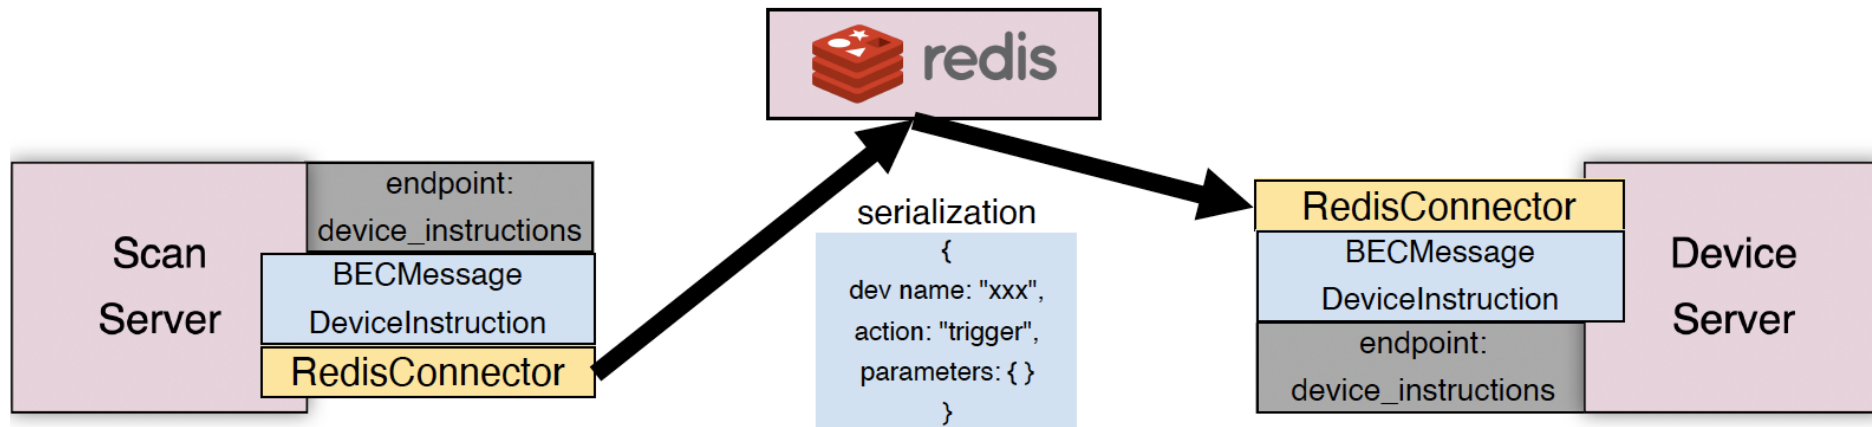 redis
endpoint:
device_instructions
Scan
Server
BECMessage
DeviceInstruction
RedisConnector
serialization
{
dev name: "xxx",
action: "trigger",
parameters: { }
}
RedisConnector
BECMessage
DeviceInstruction
endpoint:
device_instructions
Device
Server